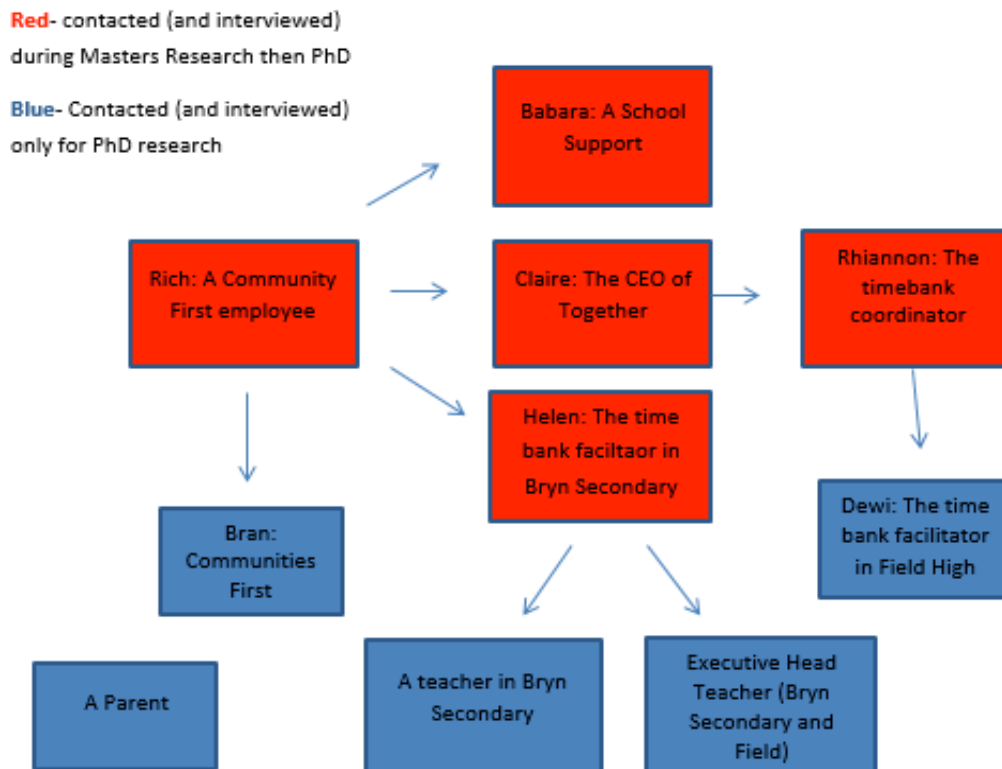 Red- contacted (and interviewed)
during Masters Research then PhD
Blue- Contacted (and interviewed)
only for PhD research
Babara: A School
Support
Rich: A Community
First employee
Claire: The CEO of
Together
Rhiannon: The
timebank
coordinator
Helen: The time
bank faciltaor in
Bryn Secondary
Bran:
Communities
First
Dewi: The time
bank facilitator
in Field High
A Parent
A teacher in Bryn
Secondary
Executive Head
Teacher (Bryn
Secondary and
Field)